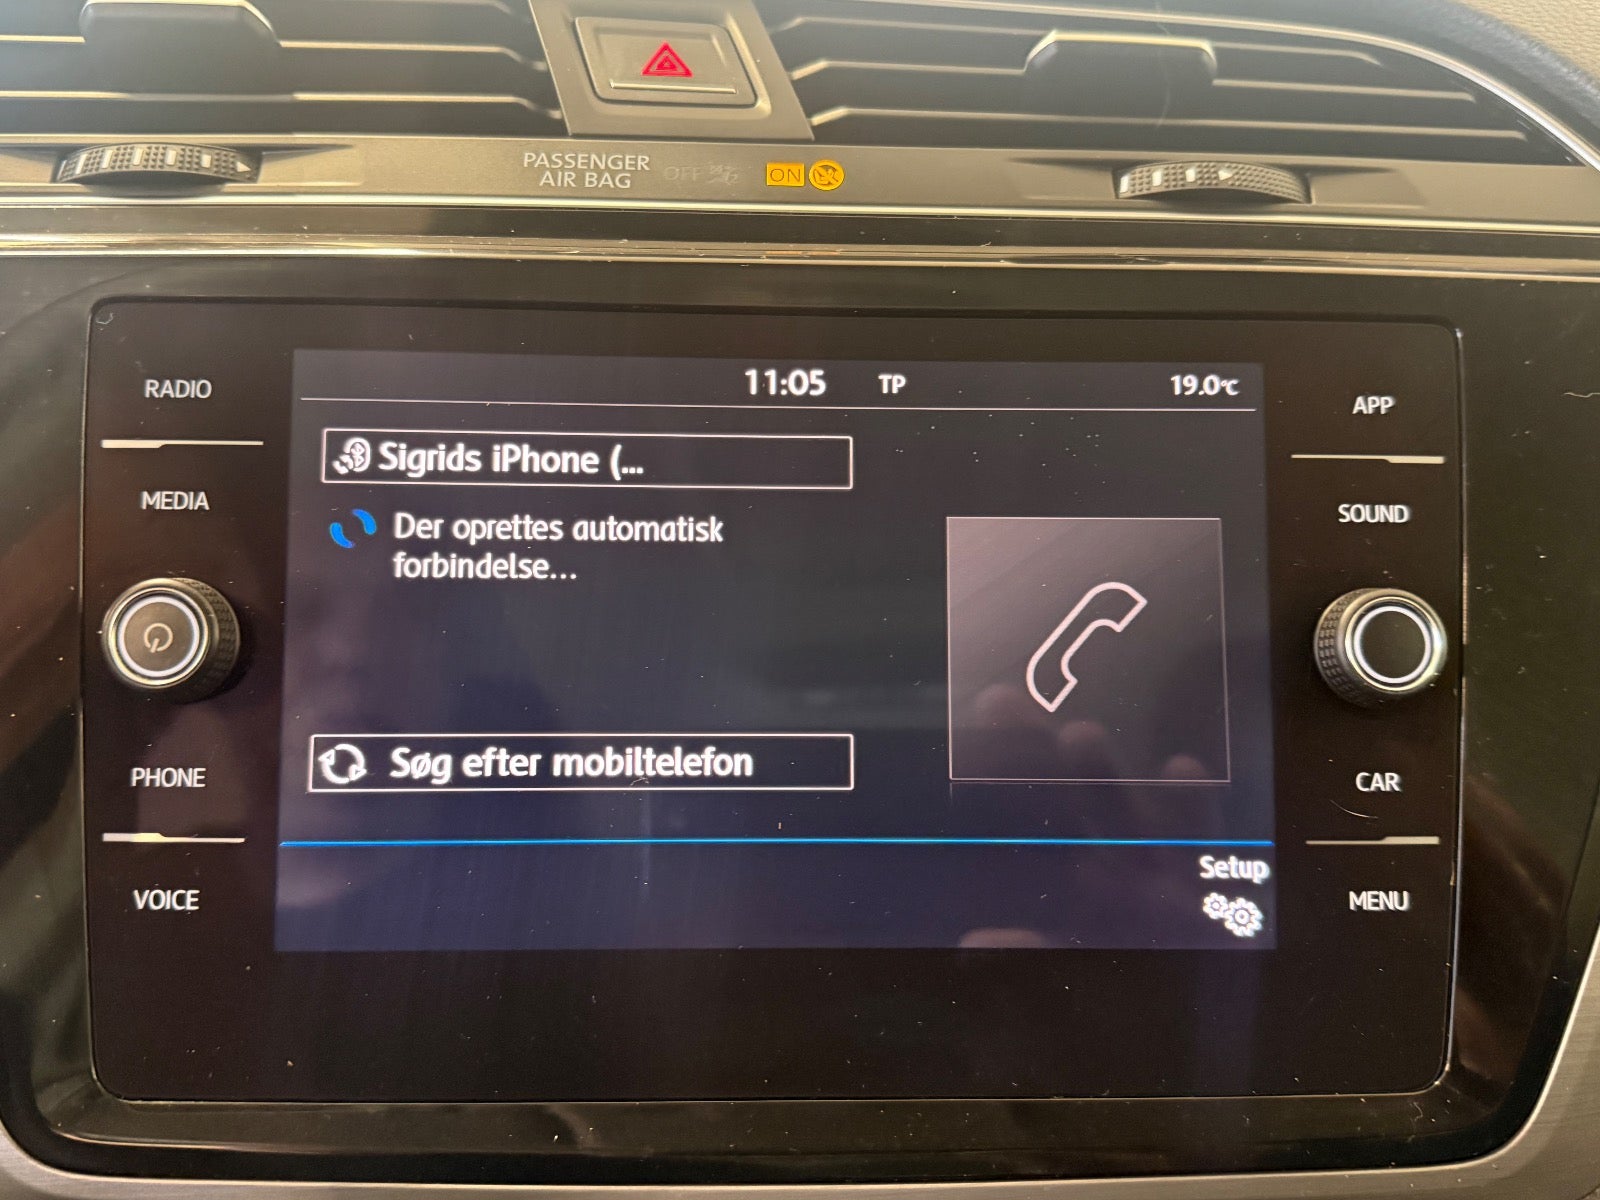 PASSENGER
AIR BAG OFF ON
RADIO
MEDIA
PHONE
VOICE
11:05 TP 19.0°C
Sigrids iPhone (...
Der oprettes automatisk
forbindelse...
Søg efter mobiltelefon
Setup
APP
SOUND
CAR
MENU